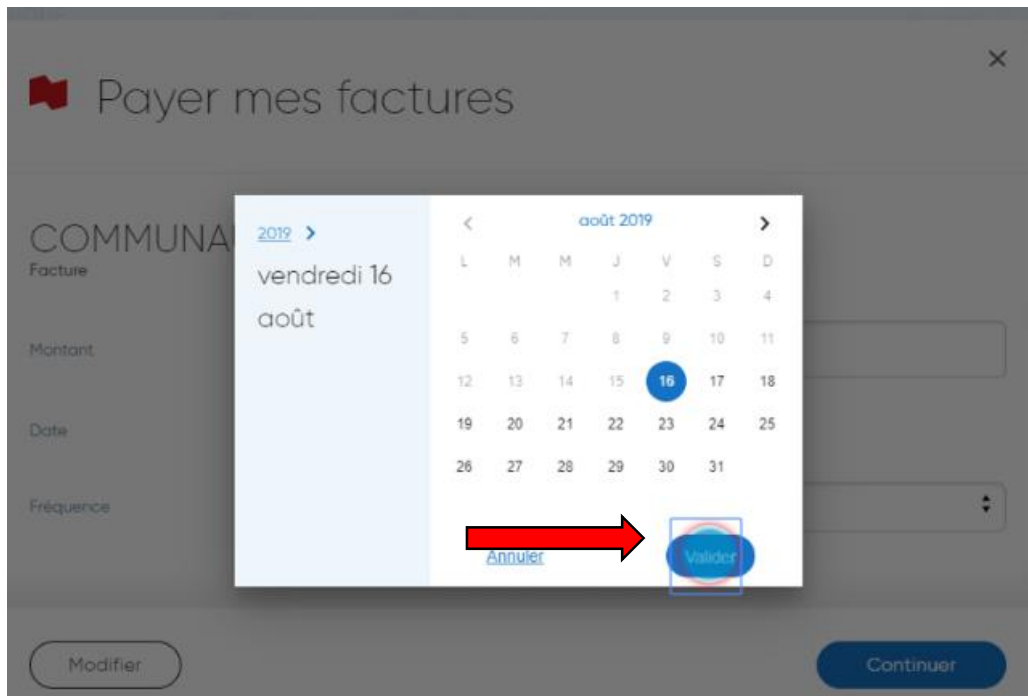 Payer mes factures
COMMUNA
Facture
Montant
Date
Fréquence
2019
vendredi 16
août
août 2019
L M M J V S D
1 2 3 4
5 6 7 8 9 10 11
12 13 14 15 16 17 18
19 20 21 22 23 24 25
26 27 28 29 30 31
Annuler
Valider
Modifier
Continuer